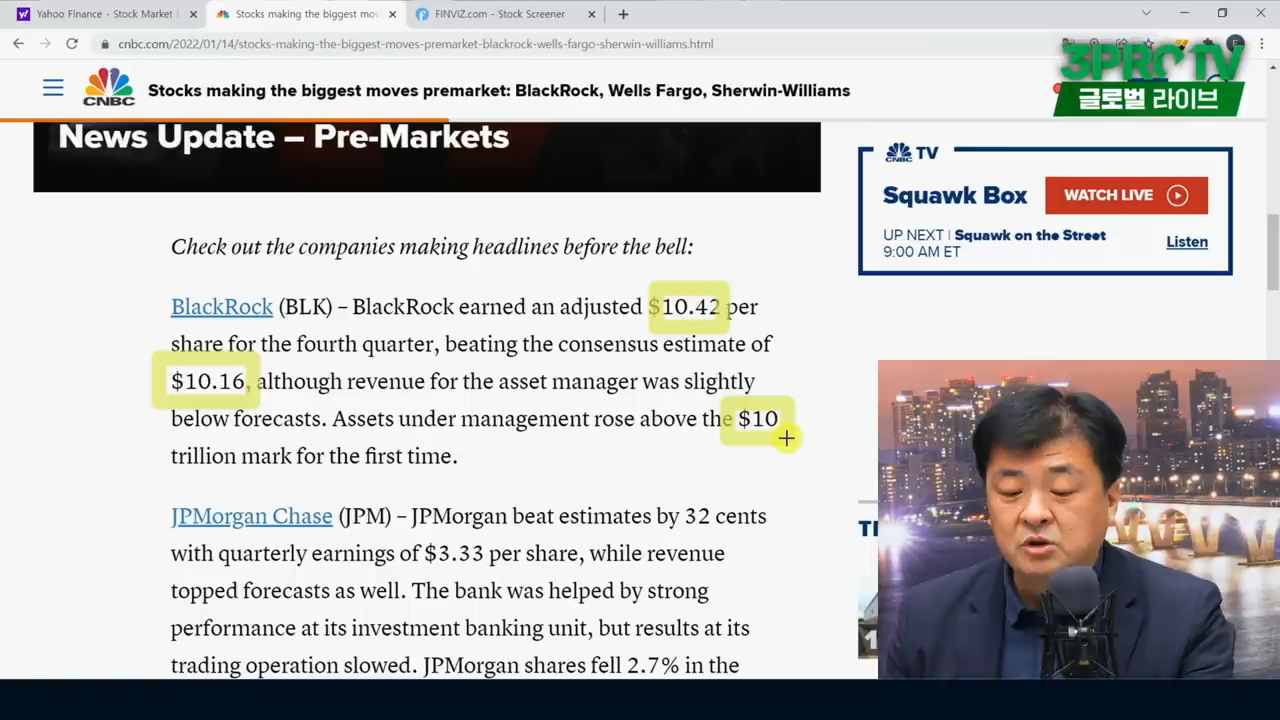 Yahoo Finance - Stock Market L
Stocks making the biggest mov
FINVIZ.com - Stock Screener
cnbc.com/2022/01/14/stocks-making-the-biggest-moves-premarket-blackrock-wells-fargo-sherwin-williams.html
3PROTV
글로벌 라이브
CNBC
Stocks making the biggest moves premarket: BlackRock, Wells Fargo, Sherwin-Williams
News Update – Pre-Markets
CNBC TV
Squawk Box
WATCH LIVE
UP NEXT | Squawk on the Street
9:00 AM ET
Listen
Check out the companies making headlines before the bell:
BlackRock (BLK) – BlackRock earned an adjusted $10.42 per
share for the fourth quarter, beating the consensus estimate of
$10.16, although revenue for the asset manager was slightly
below forecasts. Assets under management rose above the $10
trillion mark for the first time.
JPMorgan Chase (JPM) – JPMorgan beat estimates by 32 cents
with quarterly earnings of $3.33 per share, while revenue
topped forecasts as well. The bank was helped by strong
performance at its investment banking unit, but results at its
trading operation slowed. JPMorgan shares fell 2.7% in the